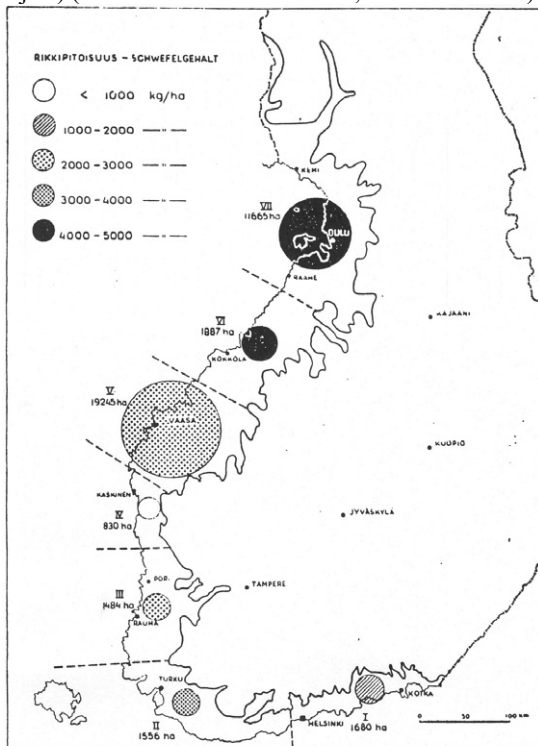 RIKKIPITOISUUS – SCHWEFELGEHALT
< 1000 kg/ha
1000 – 2000 — „ —
2000 – 3000 — „ —
3000 – 4000 — „ —
4000 – 5000 — „ —
KEMI
VII
11665 ha
OULU
RAAHE
KAJAANI
VI
1887 ha
KOKKOLA
V
19245 ha
VAASA
KUOPIO
KASKINEN
IV
830 ha
JYVÄSKYLÄ
PORI
TAMPERE
III
1484 ha
RAUMA
TURKU
KOTKA
II
1556 ha
HELSINKI
I
1680 ha
0 50 100 km